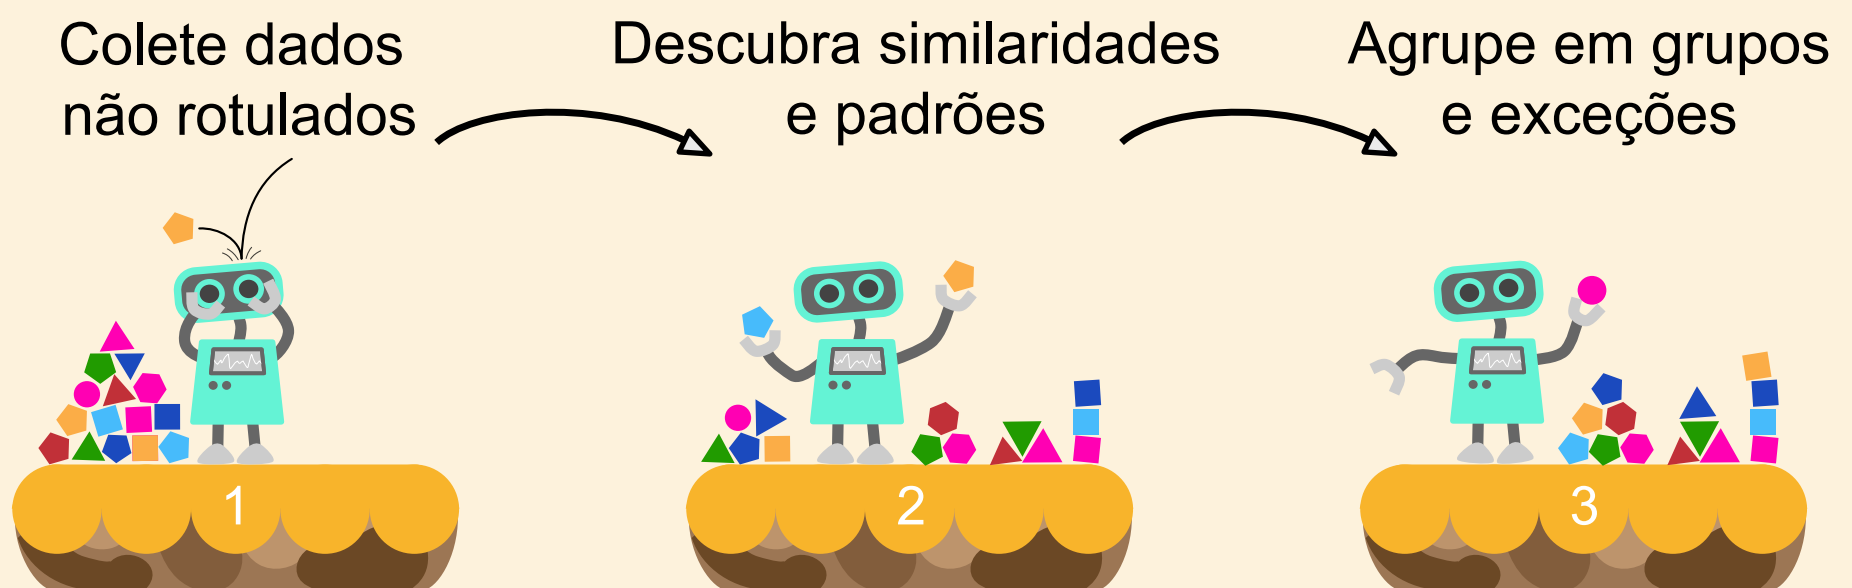 Colete dados
não rotulados
Descubra similaridades
e padrões
Agrupe em grupos
e exceções
1
2
3